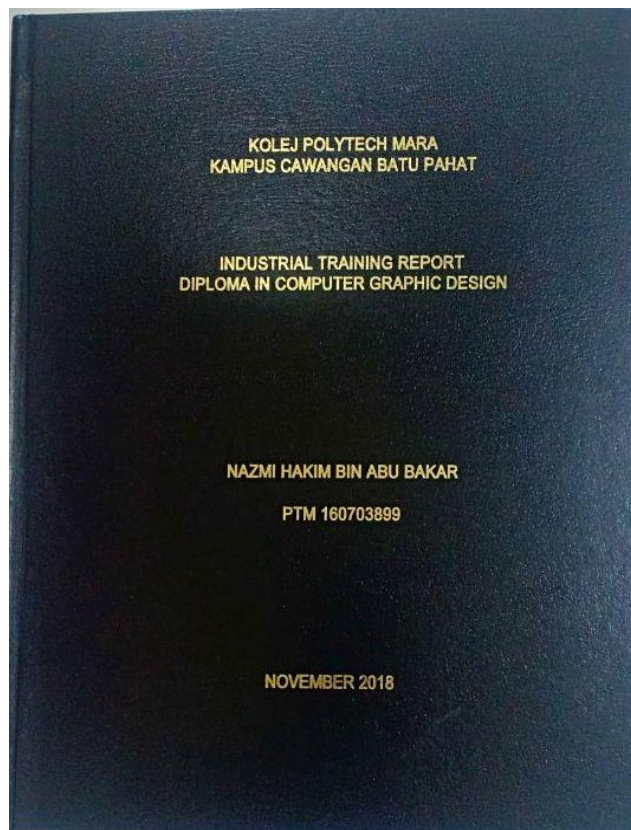 KOLEJ POLYTECH MARA
KAMPUS CAWANGAN BATU PAHAT
INDUSTRIAL TRAINING REPORT
DIPLOMA IN COMPUTER GRAPHIC DESIGN
NAZMI HAKIM BIN ABU BAKAR
PTM 160703899
NOVEMBER 2018